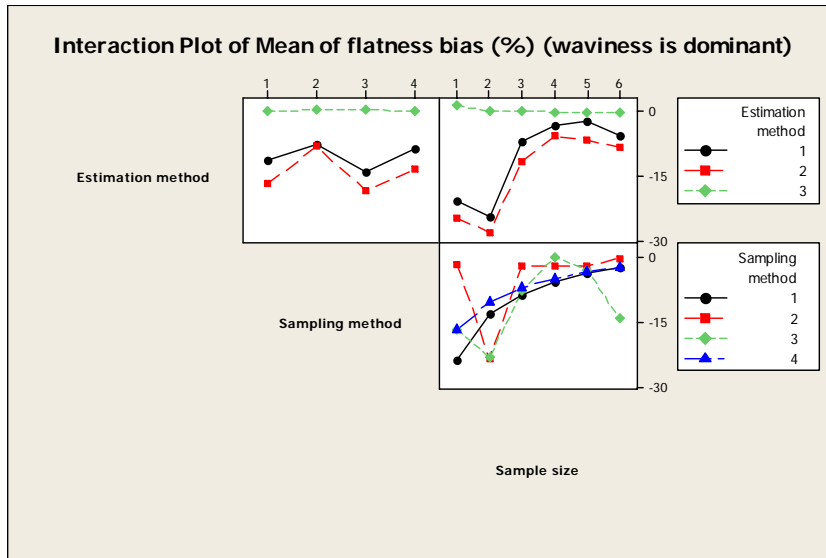 Interaction Plot of Mean of flatness bias (%) (waviness is dominant)
1 2 3 4 1 2 3 4 5 6
Estimation method
0
-15
-30
Estimation
method
1
2
3
Sampling method
0
-15
-30
Sampling
method
1
2
3
4
Sample size